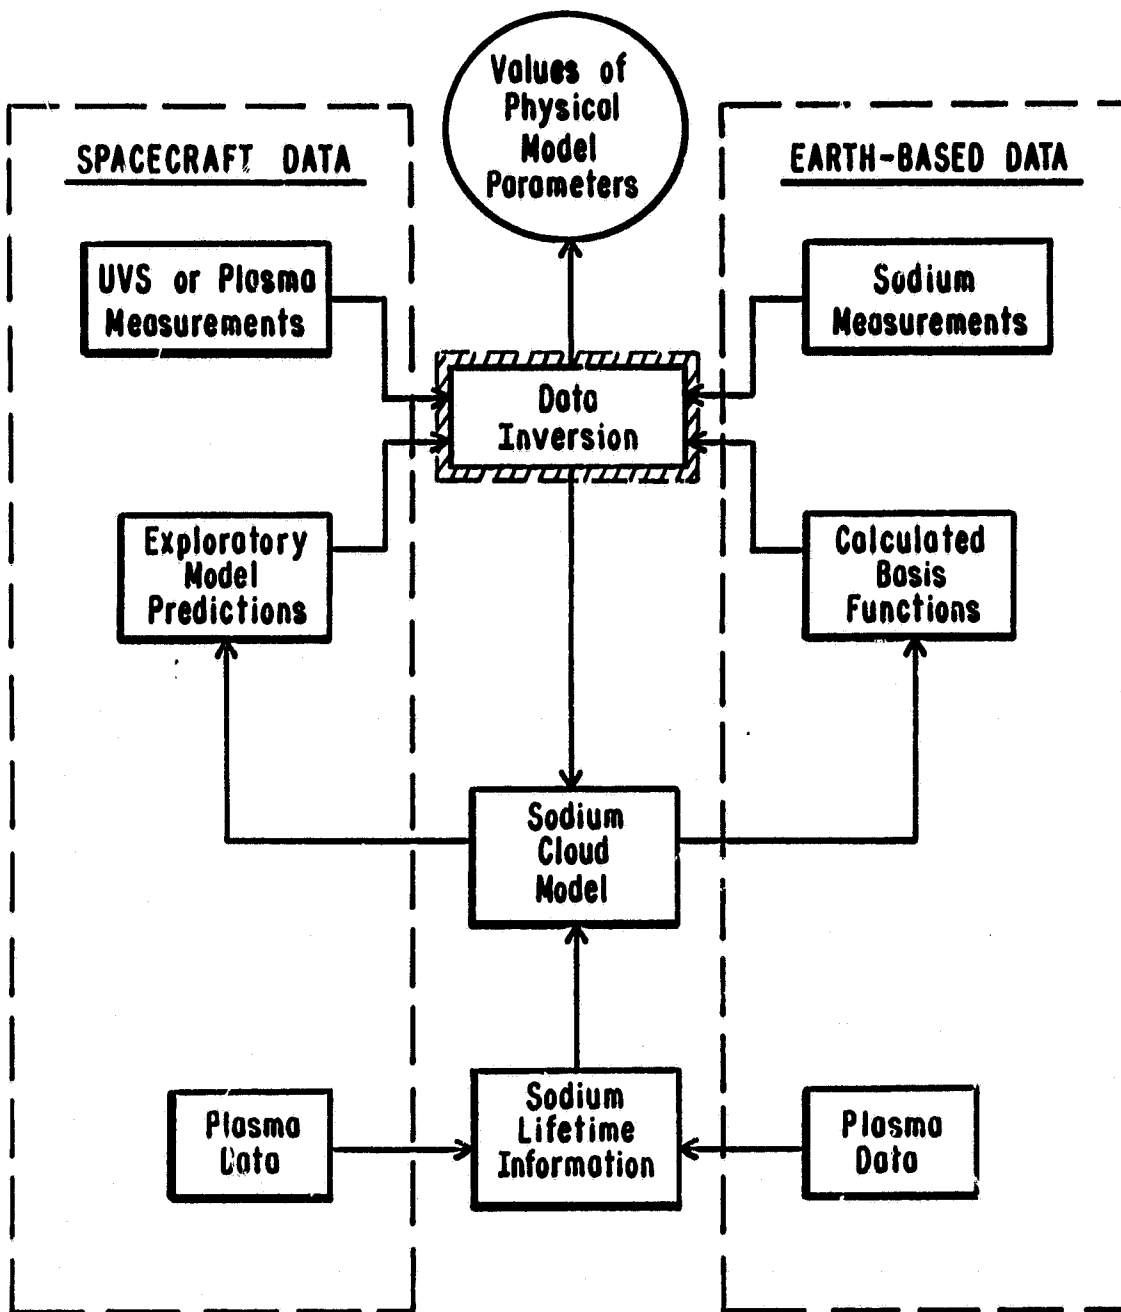 Values of
Physical
Model
Parameters
SPACECRAFT DATA
EARTH-BASED DATA
UVS or Plasma
Measurements
Sodium
Measurements
Data
Inversion
Exploratory
Model
Predictions
Calculated
Basis
Functions
Sodium
Cloud
Model
Plasma
Data
Sodium
Lifetime
Information
Plasma
Data